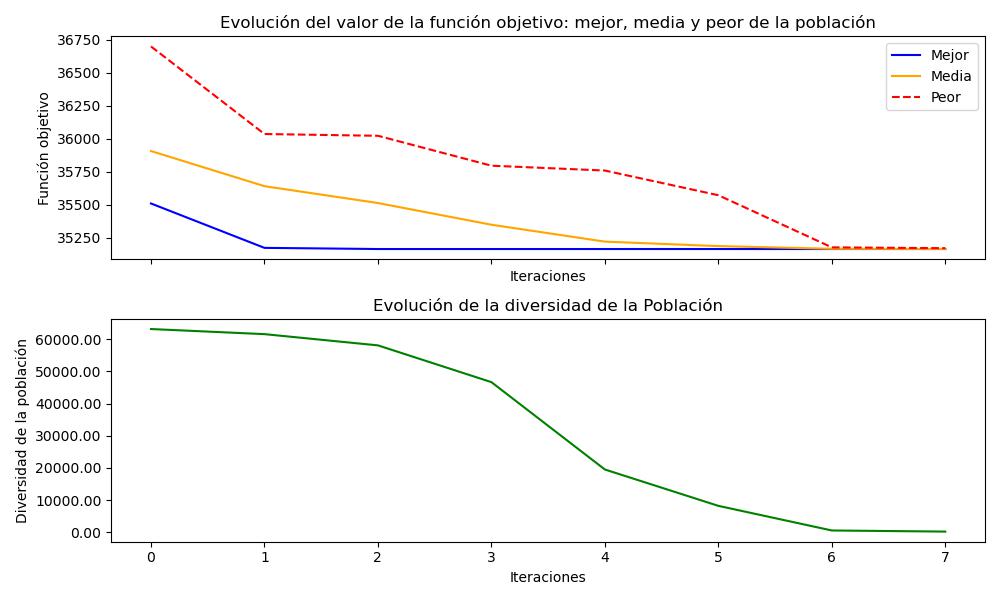 Evolución del valor de la función objetivo: mejor, media y peor de la población
Función objetivo
36750
36500
36250
36000
35750
35500
35250
Mejor
Media
Peor
Iteraciones
Evolución de la diversidad de la Población
Diversidad de la población
60000.00
50000.00
40000.00
30000.00
20000.00
10000.00
0.00
0 1 2 3 4 5 6 7
Iteraciones